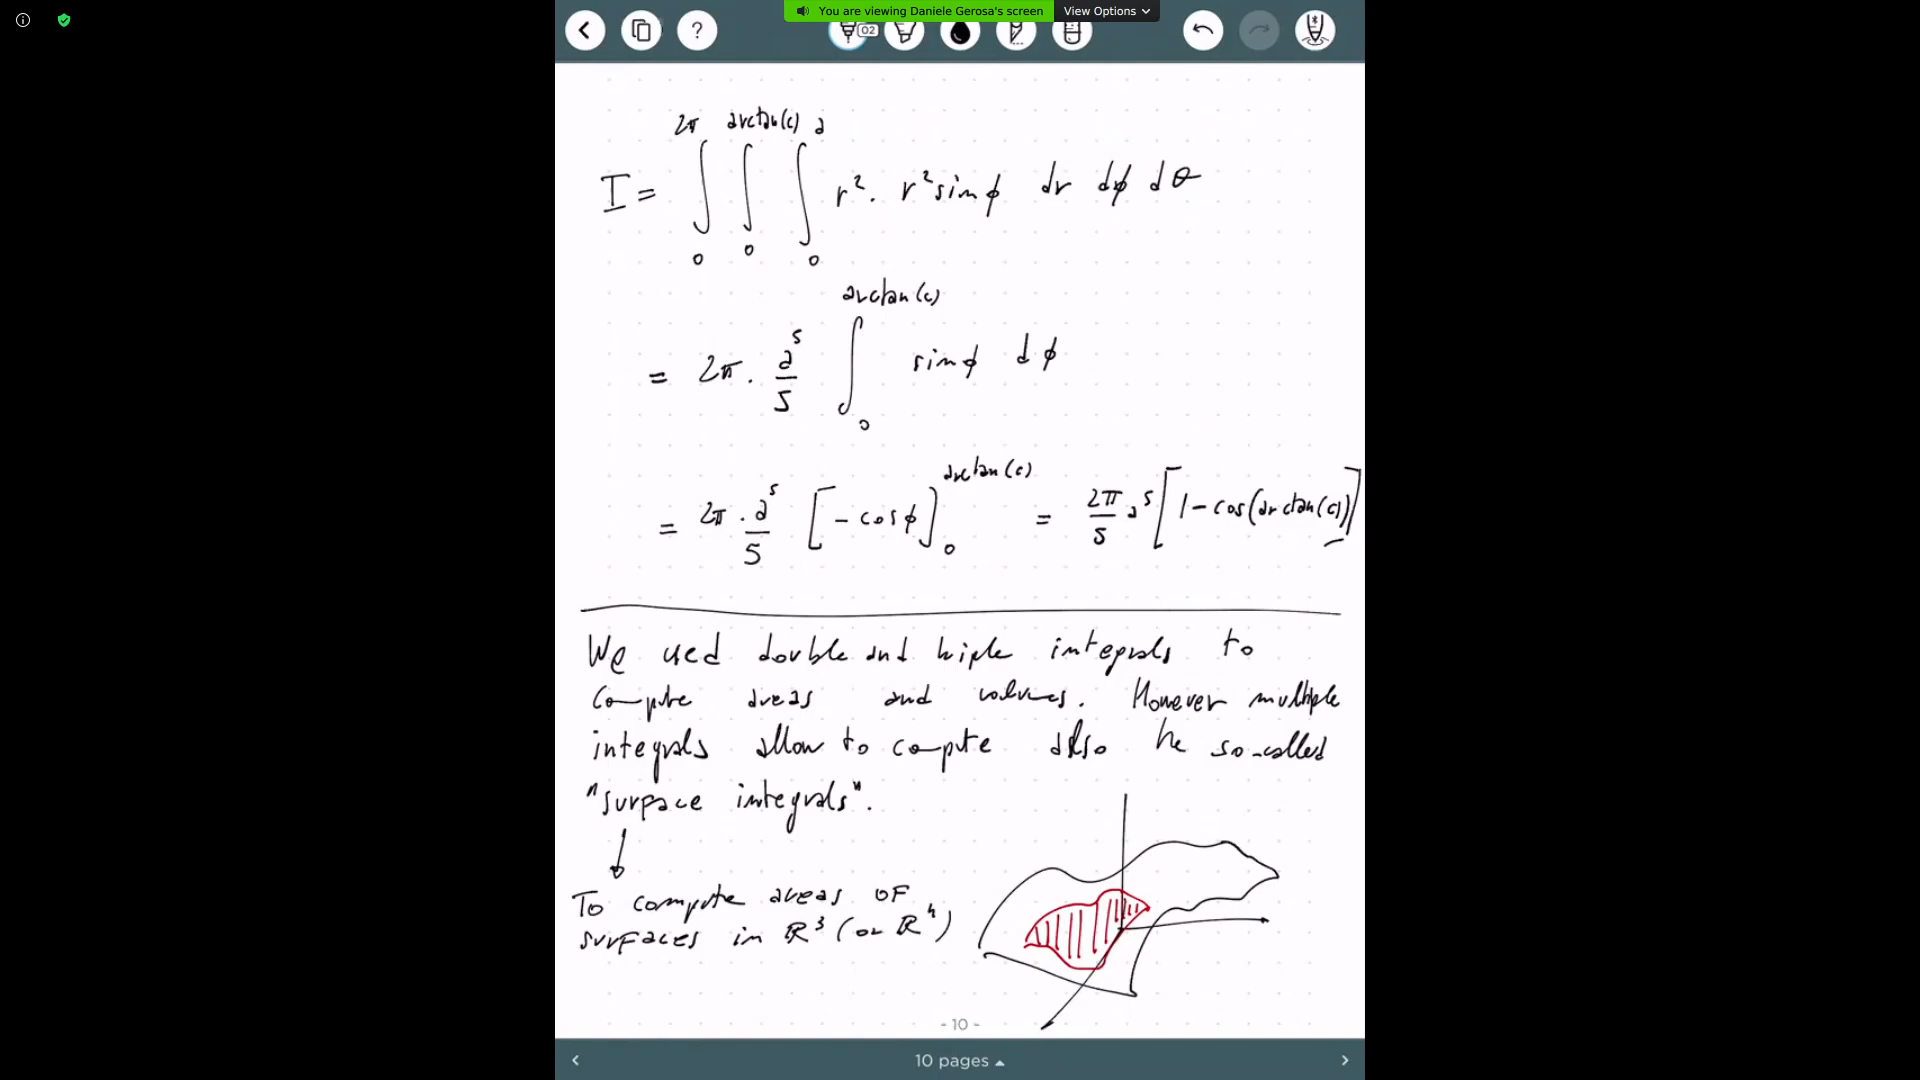 You are viewing Daniele Gerosa's screen View Options
02
2π arctan(c) a
I = ∫ ∫ ∫ r². r² sin φ dr dφ dθ
0 0 0
arctan(c)
= 2π . a⁵/5 ∫ sin φ dφ
0
= 2π . a⁵/5 [- cos φ]₀^arctan(c) = 2π/5 a⁵ [1 - cos(arctan(c))]
We used double and triple integrals to
compute areas and volumes. However multiple
integrals allow to compute also the so-called
"surface integrals".
To compute areas of
surfaces in ℝ³ (or ℝ⁴)
- 10 -
10 pages